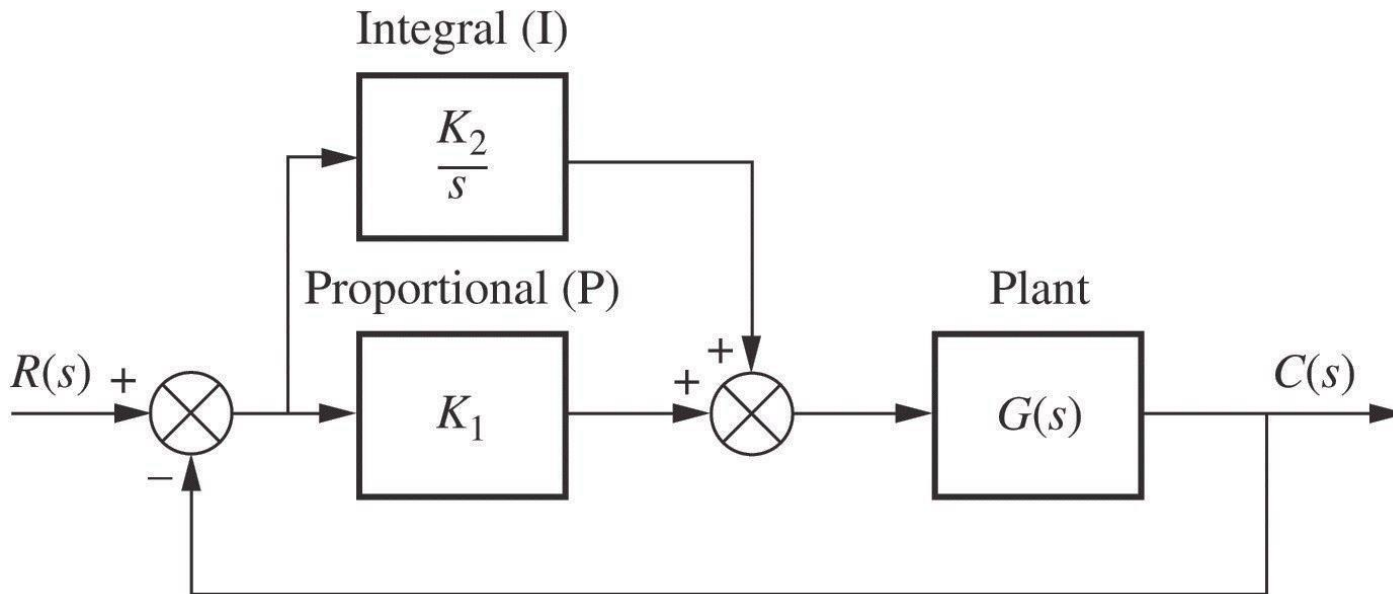 Integral (I)
K₂
s
Proportional (P)
Plant
R(s) +
K₁
+
+
G(s)
C(s)
−